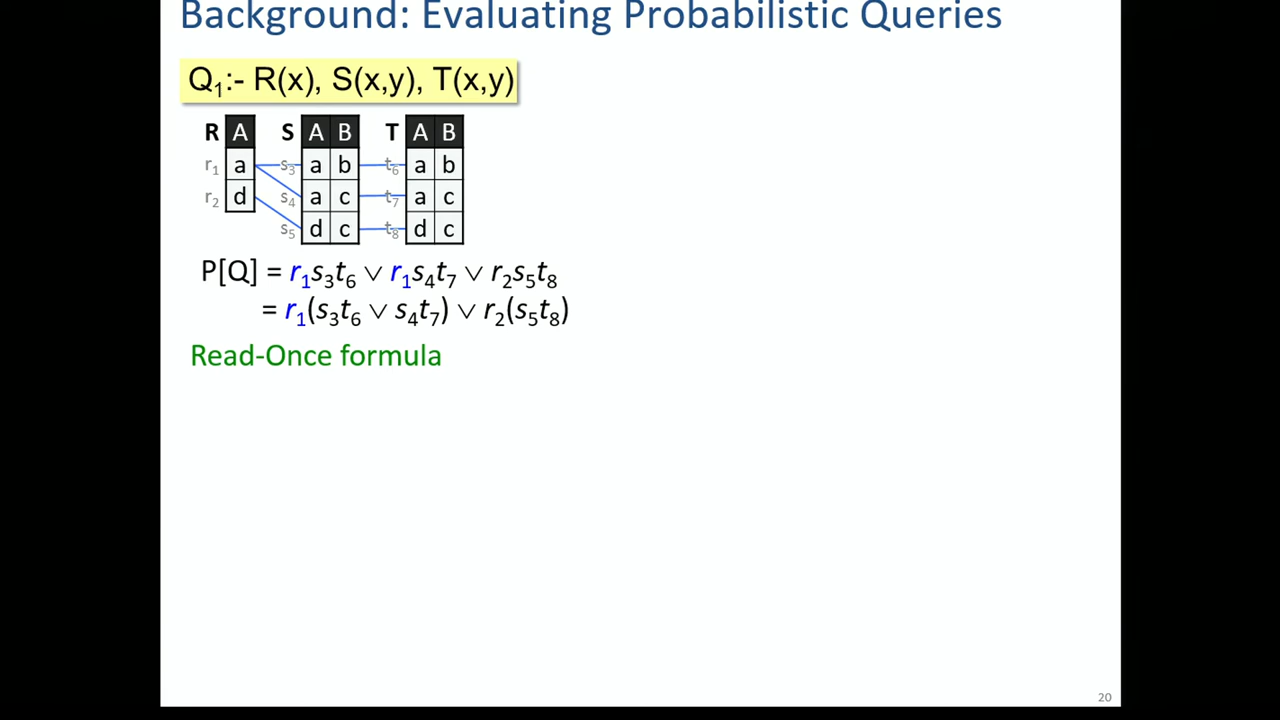 Background: Evaluating Probabilistic Queries
Q₁:- R(x), S(x,y), T(x,y)
R A S A B T A B
r₁ a s₃ a b t₆ a b
r₂ d s₄ a c t₇ a c
s₅ d c t₈ d c
P[Q] = r₁s₃t₆ ∨ r₁s₄t₇ ∨ r₂s₅t₈
= r₁(s₃t₆ ∨ s₄t₇) ∨ r₂(s₅t₈)
Read-Once formula
20